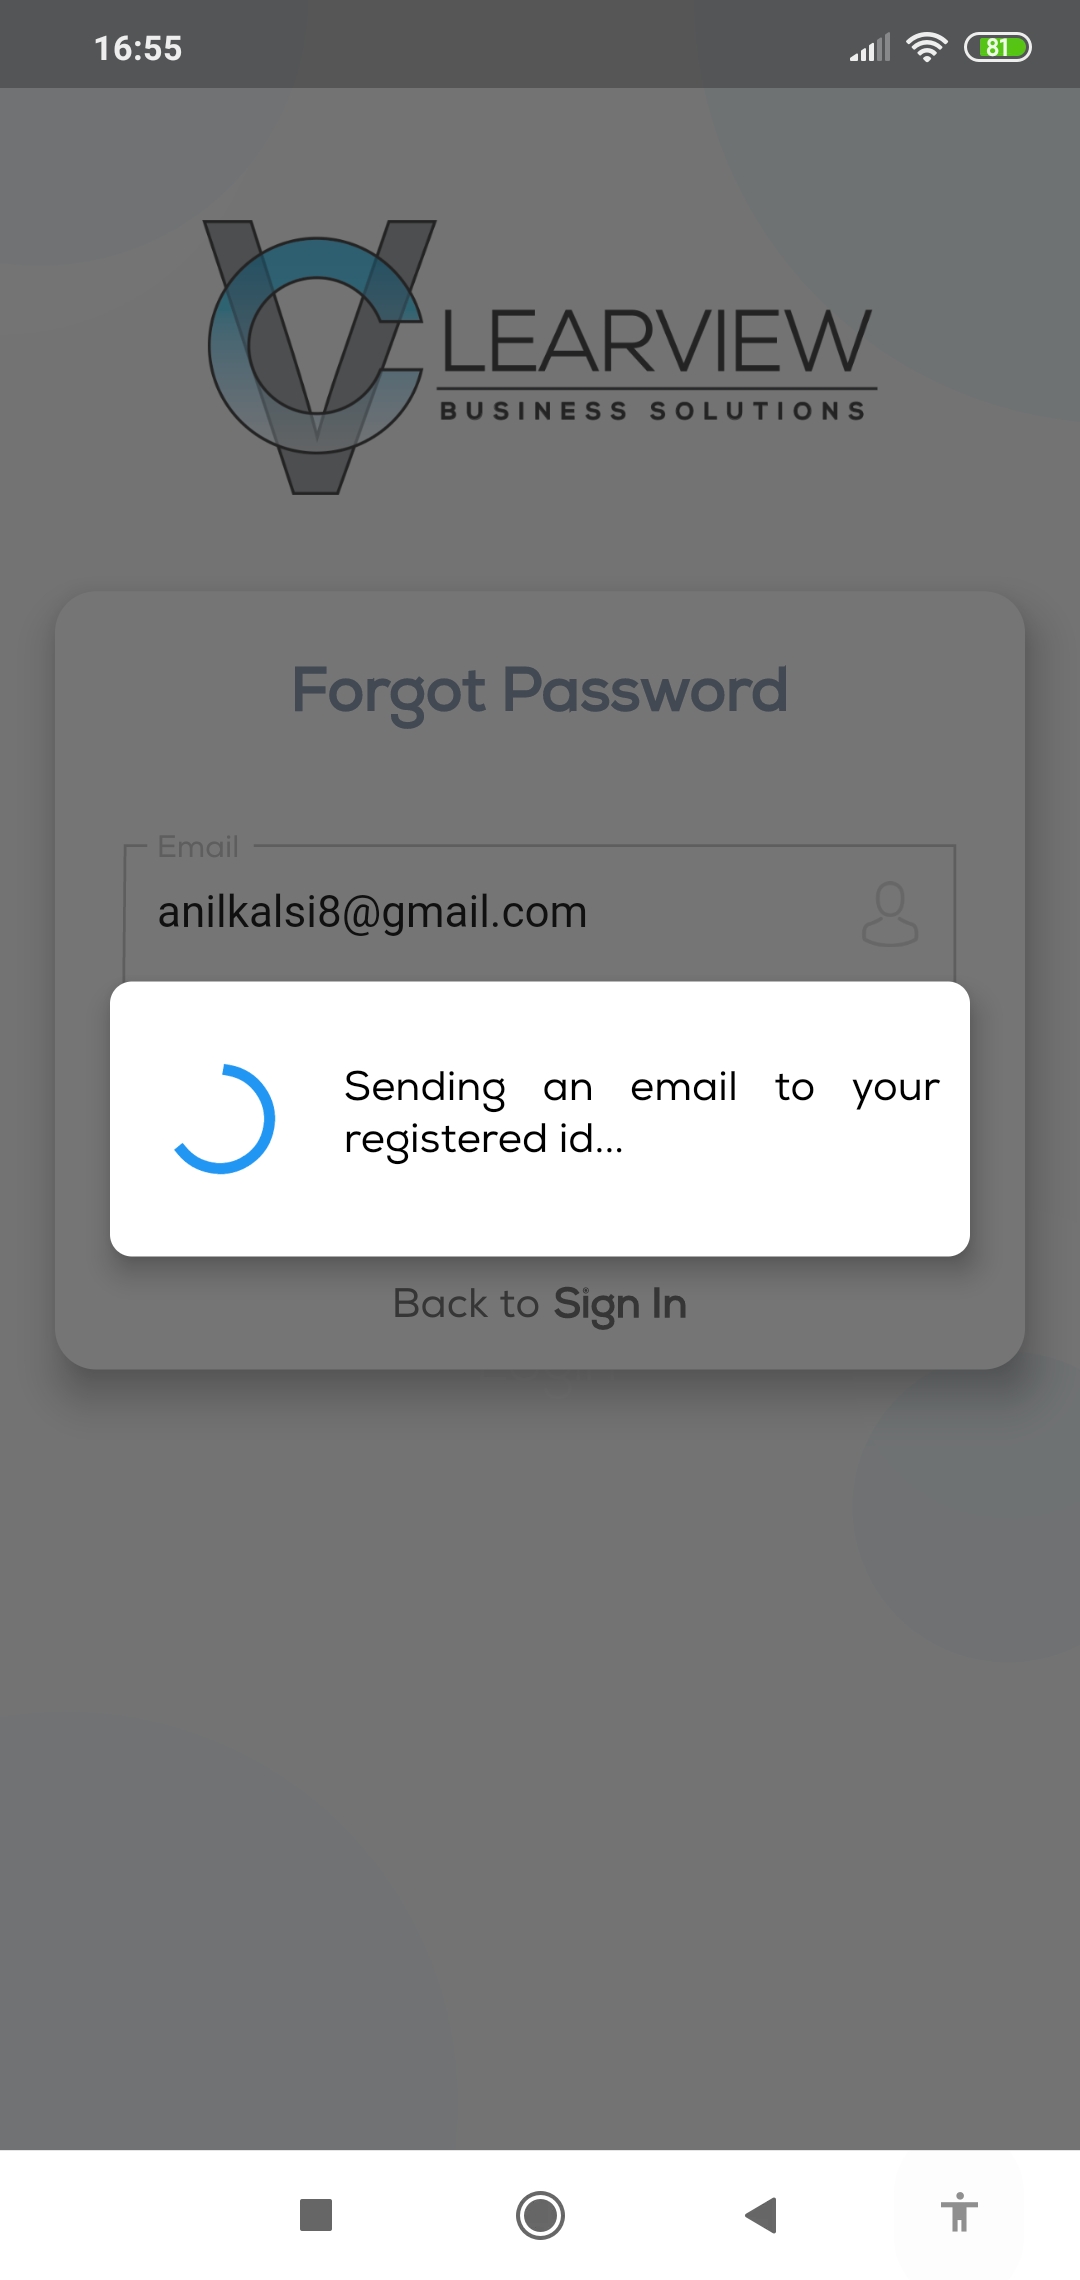 16:55
81
VC
LEARVIEW
BUSINESS SOLUTIONS
Forgot Password
Email
anilkalsi8@gmail.com
Sending an email to your
registered id...
Back to Sign In